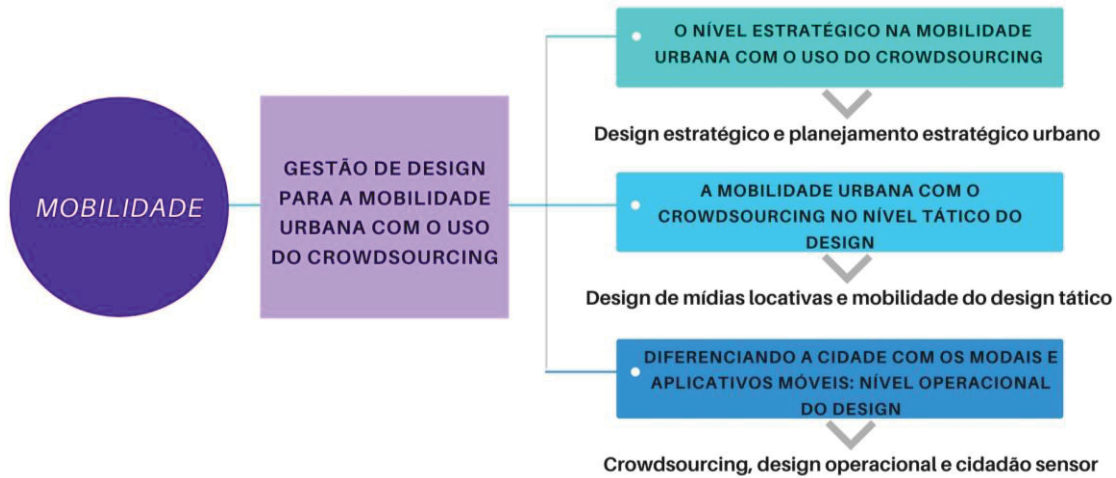 MOBILIDADE
GESTÃO DE DESIGN
PARA A MOBILIDADE
URBANA COM O USO
DO CROWDSOURCING
O NÍVEL ESTRATÉGICO NA MOBILIDADE
URBANA COM O USO DO CROWDSOURCING
Design estratégico e planejamento estratégico urbano
A MOBILIDADE URBANA COM O
CROWDSOURCING NO NÍVEL TÁTICO DO
DESIGN
Design de mídias locativas e mobilidade do design tático
DIFERENCIANDO A CIDADE COM OS MODAIS E
APLICATIVOS MÓVEIS: NÍVEL OPERACIONAL
DO DESIGN
Crowdsourcing, design operacional e cidadão sensor